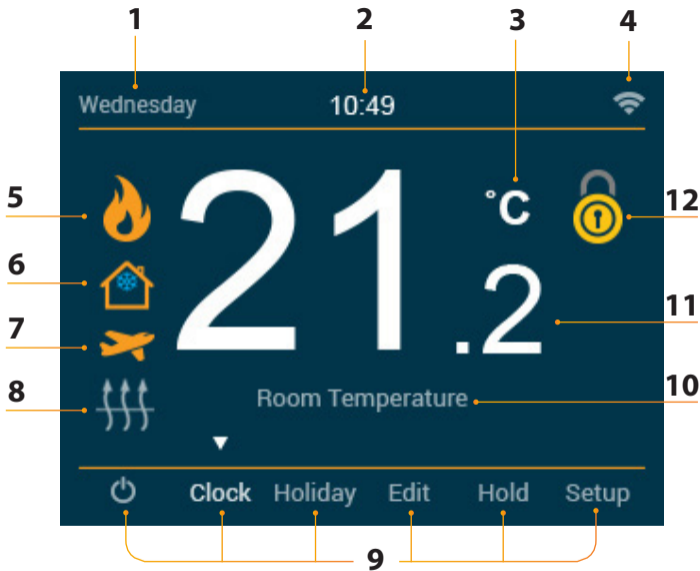 1 2 3 4
Wednesday 10:49
5 °C 12
21.2
6
11
7
10
8 Room Temperature
Clock Holiday Edit Hold Setup
9